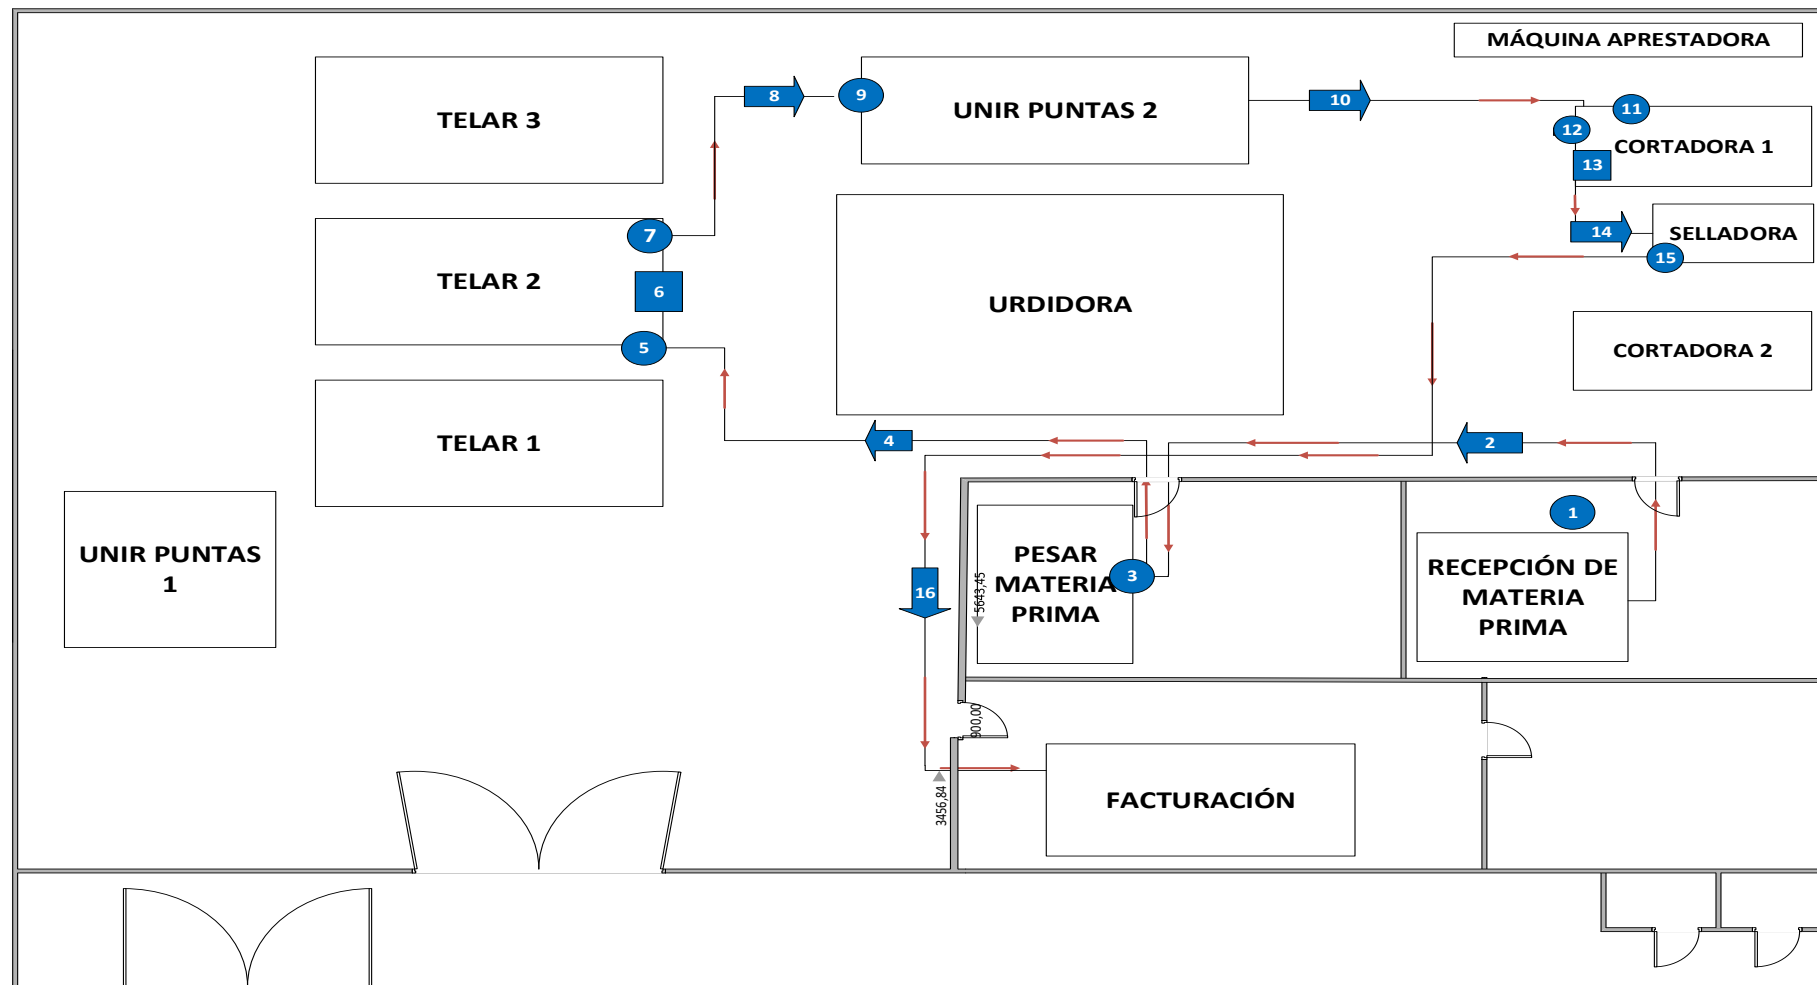 MÁQUINA APRESTADORA
TELAR 3
8
9
UNIR PUNTAS 2
10
11
12
CORTADORA 1
13
7
TELAR 2
6
5
URDIDORA
14
SELLADORA
15
CORTADORA 2
TELAR 1
4
2
UNIR PUNTAS
1
PESAR
MATERIA
PRIMA
3
5643,45
1
RECEPCIÓN DE
MATERIA
PRIMA
16
900,00
3456,84
FACTURACIÓN